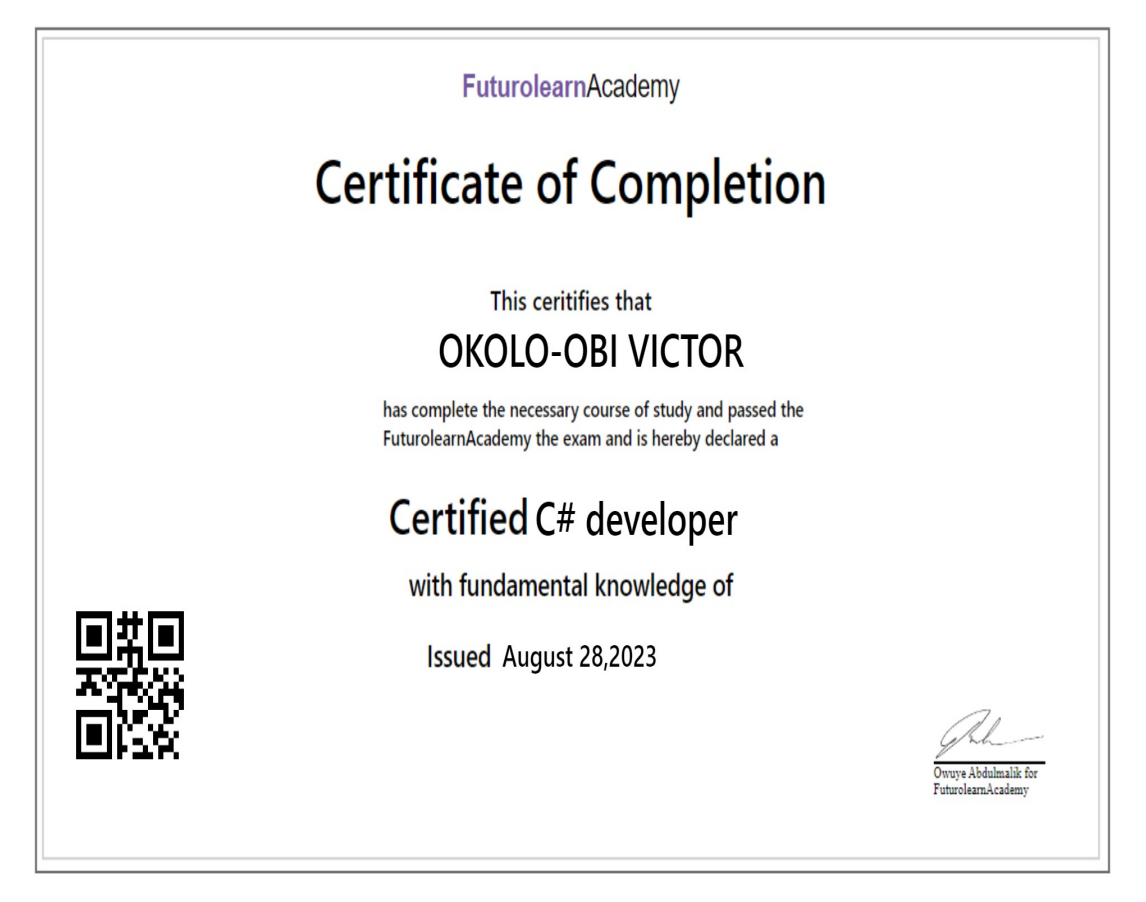 FuturolearnAcademy
Certificate of Completion
This ceritifies that
OKOLO-OBI VICTOR
has complete the necessary course of study and passed the
FuturolearnAcademy the exam and is hereby declared a
Certified C# developer
with fundamental knowledge of
Issued August 28,2023
Owuye Abdulmalik for
FuturolearnAcademy